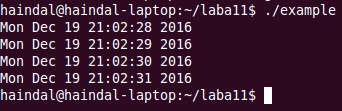 haindal@haindal-laptop:~/laba11$ ./example
Mon Dec 19 21:02:28 2016
Mon Dec 19 21:02:29 2016
Mon Dec 19 21:02:30 2016
Mon Dec 19 21:02:31 2016
haindal@haindal-laptop:~/laba11$